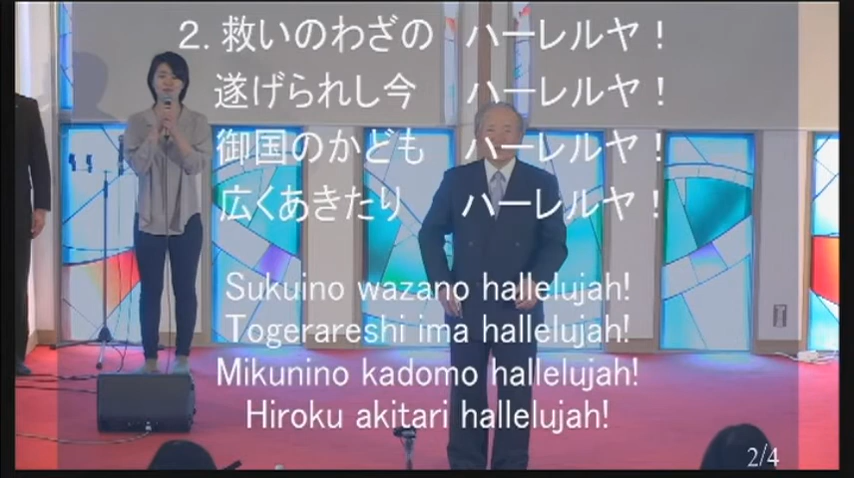 ２. 救いのわざの　ハーレルヤ！
遂げられし今　ハーレルヤ！
御国のかども　ハーレルヤ！
広くあきたり　ハーレルヤ！
Sukuino wazano hallelujah!
Togerareshi ima hallelujah!
Mikunino kadomo hallelujah!
Hiroku akitari hallelujah!
2/4